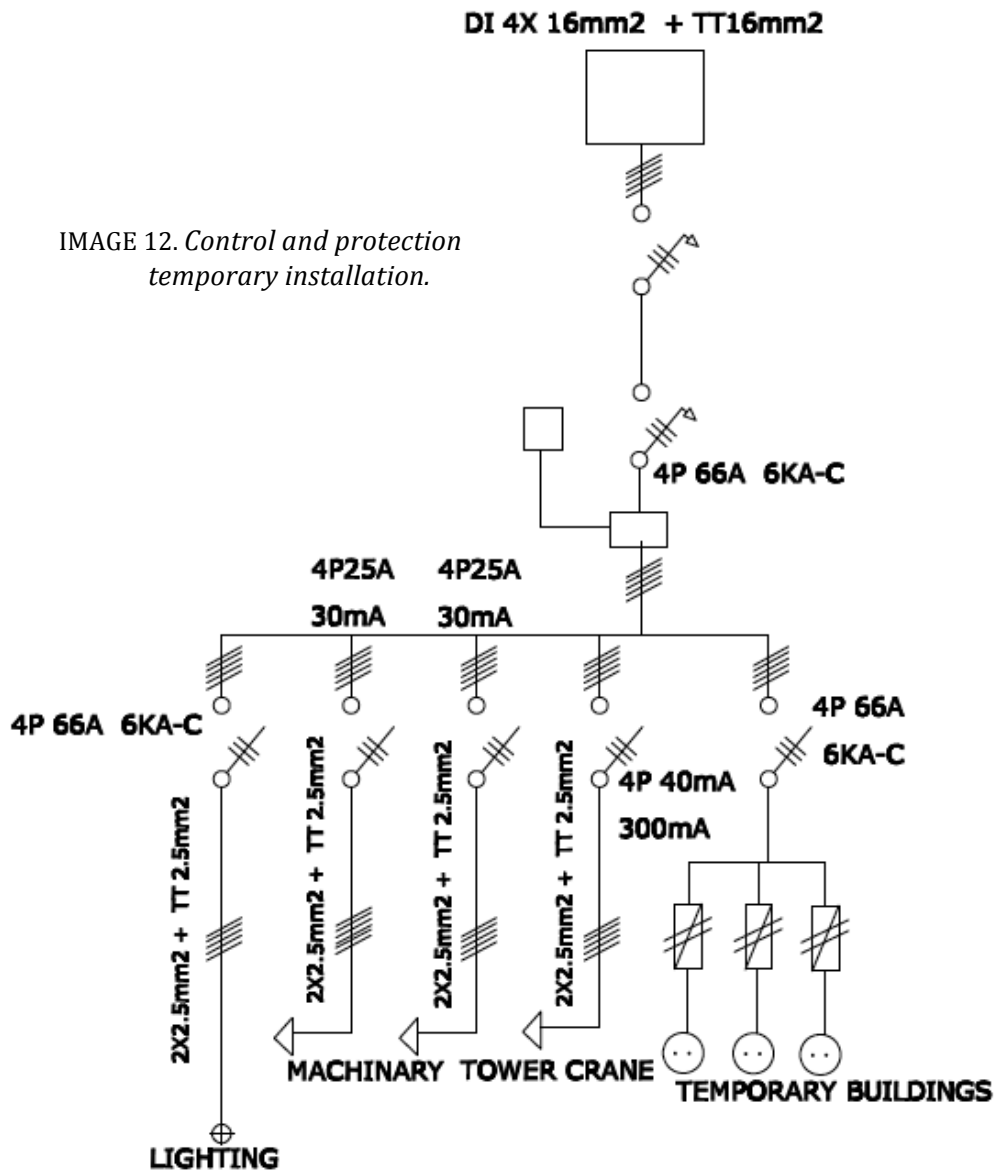 DI 4X 16mm2 + TT16mm2
IMAGE 12. Control and protection
temporary installation.
4P 66A 6KA-C
4P25A
30mA
4P25A
30mA
4P 66A 6KA-C
4P 66A
6KA-C
4P 40mA
300mA
2X2.5mm2 + TT 2.5mm2
2X2.5mm2 + TT 2.5mm2
2X2.5mm2 + TT 2.5mm2
2X2.5mm2 + TT 2.5mm2
MACHINARY TOWER CRANE
TEMPORARY BUILDINGS
LIGHTING